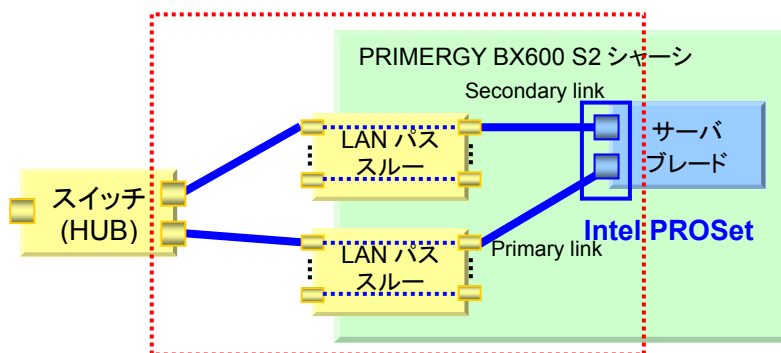 PRIMERGY BX600 S2 シャーシ
Secondary link
LAN パス
スルー
サーバ
ブレード
スイッチ
(HUB)
Intel PROSet
Primary link
LAN パス
スルー